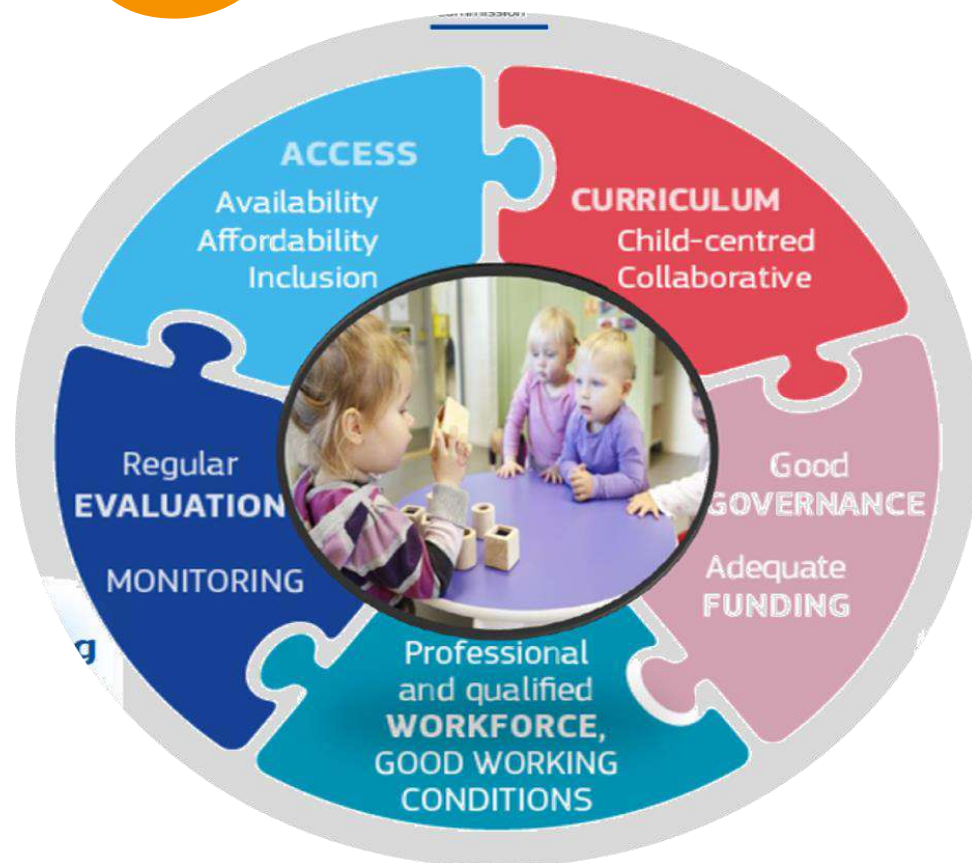 Commission
ACCESS
Availability
Affordability
Inclusion
CURRICULUM
Child-centred
Collaborative
Regular
EVALUATION
MONITORING
Good
GOVERNANCE
Adequate
FUNDING
Professional
and qualified
WORKFORCE,
GOOD WORKING
CONDITIONS
g